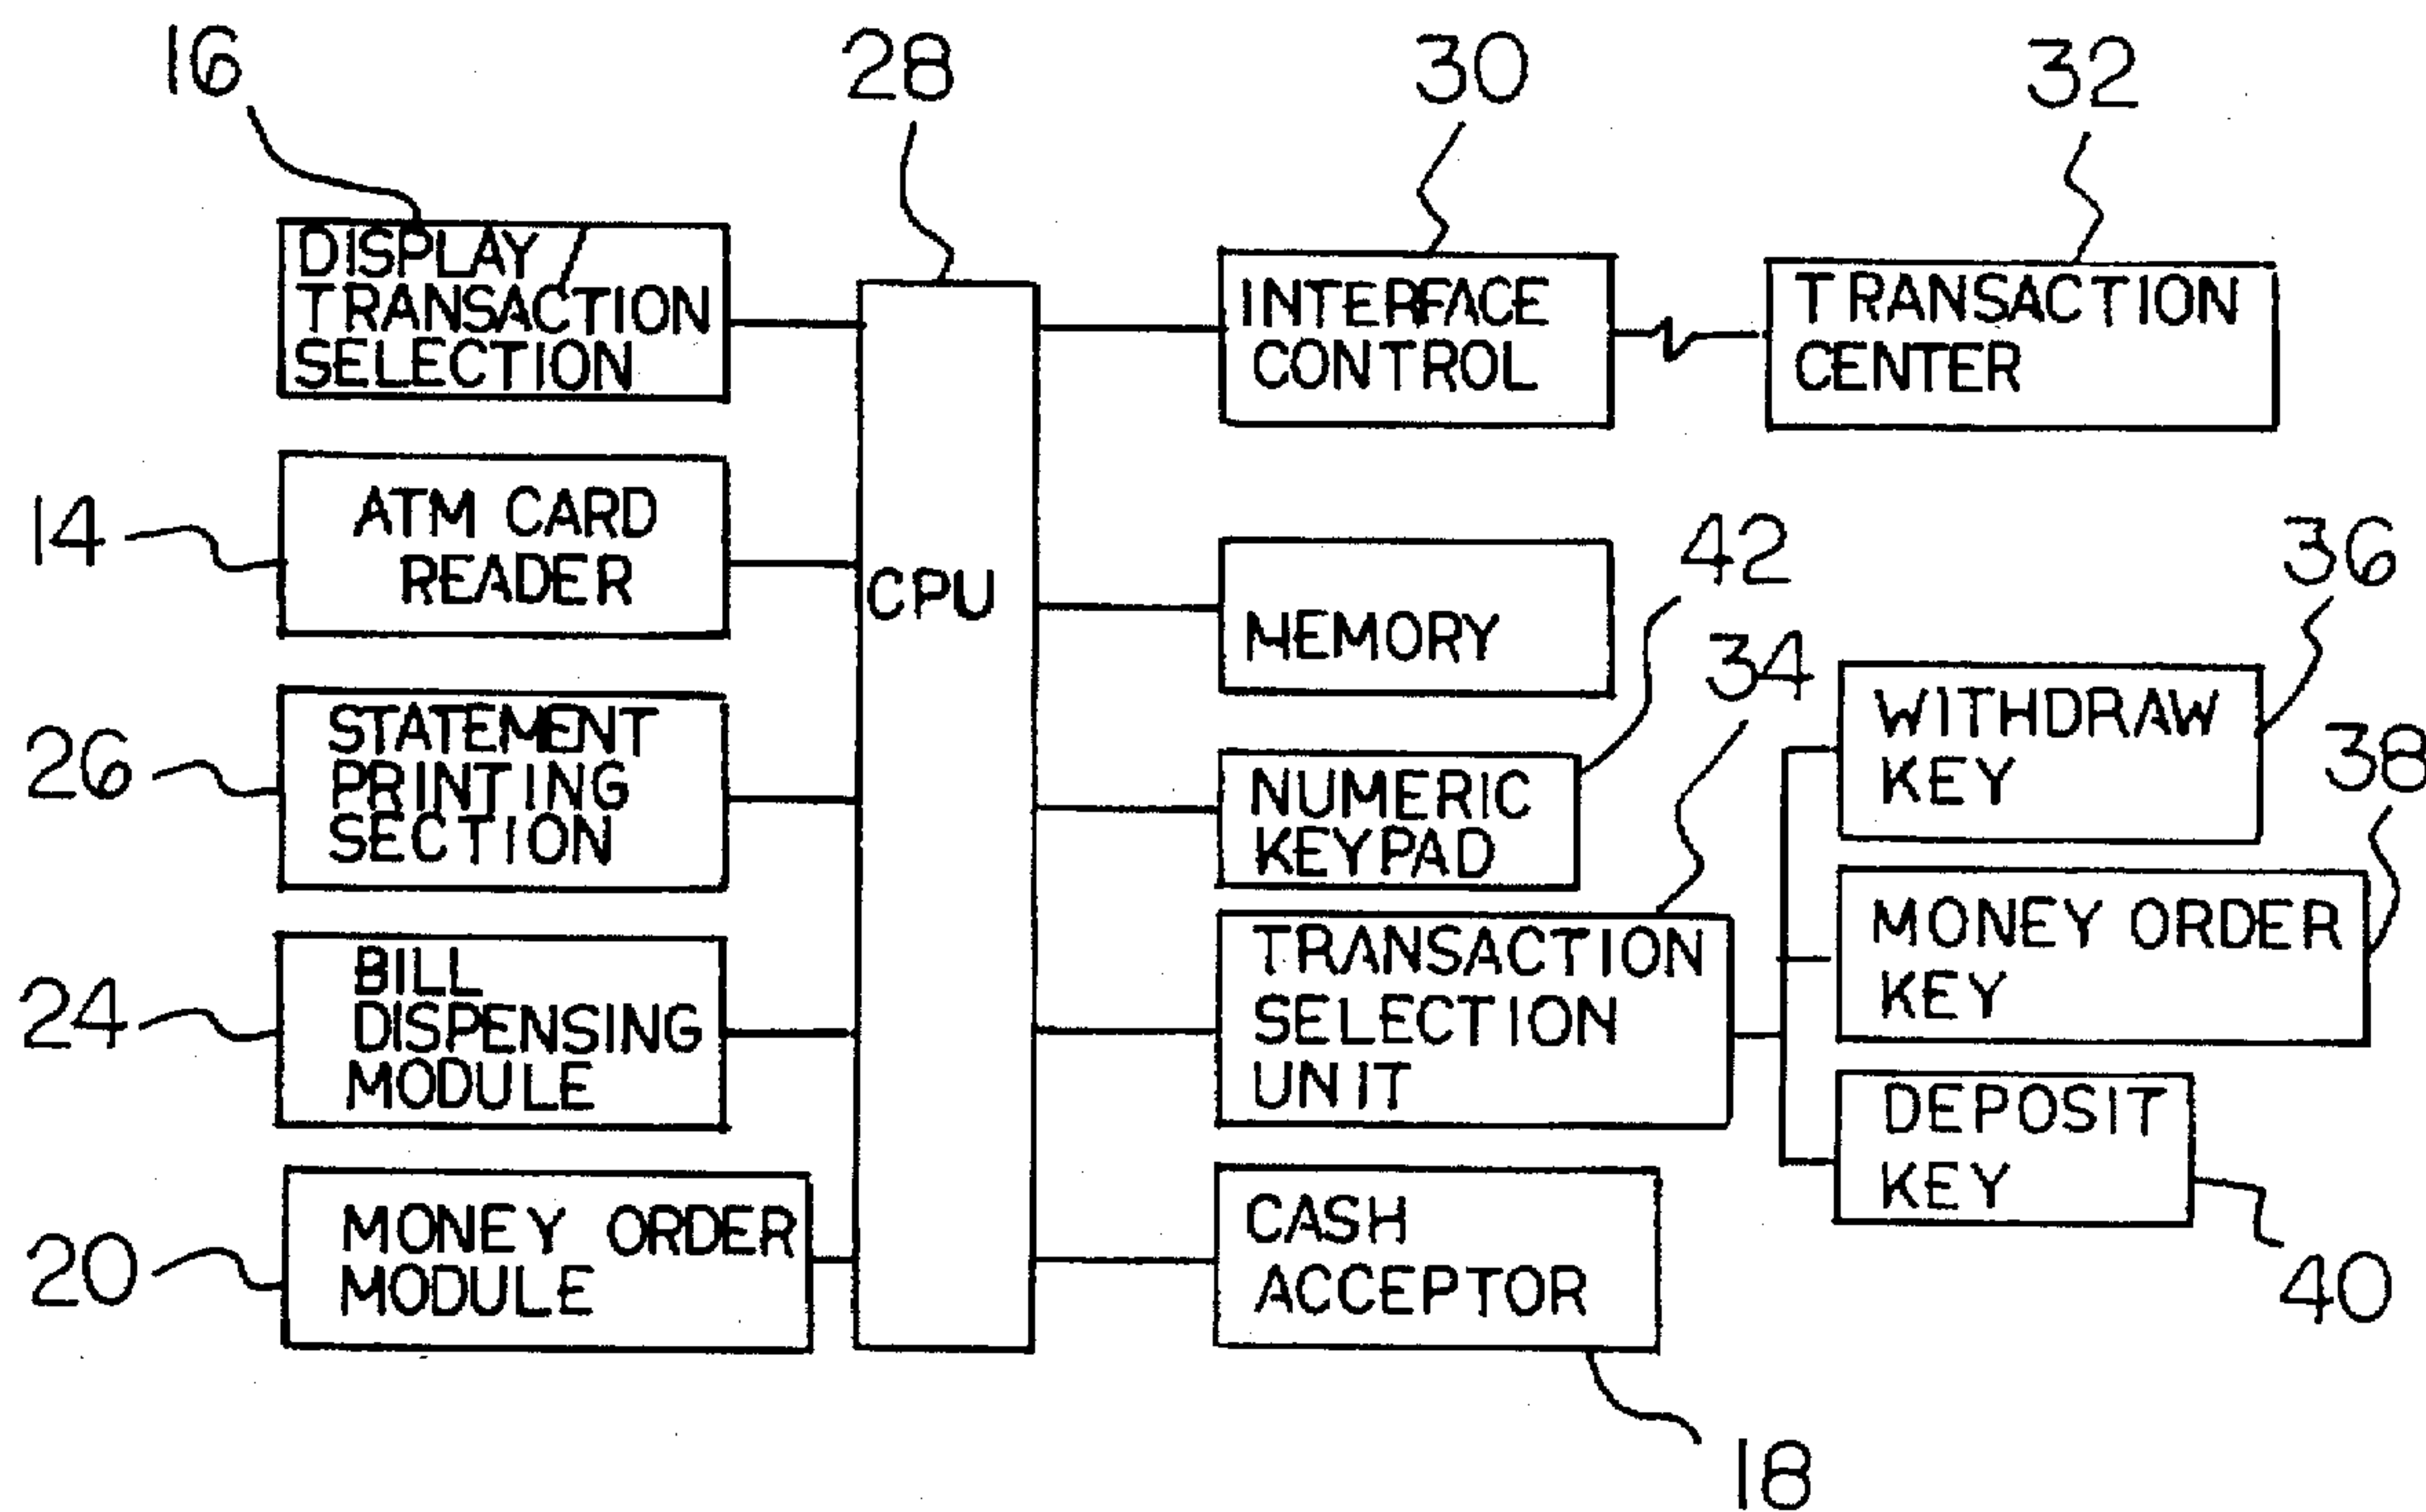 16
28
30
32
DISPLAY /
TRANSACTION
SELECTION
INTERFACE
CONTROL
TRANSACTION
CENTER
14
ATM CARD
READER
CPU
MEMORY
42
36
34
26
STATEMENT
PRINTING
SECTION
NUMERIC
KEYPAD
WITHDRAW
KEY
38
24
BILL
DISPENSING
MODULE
TRANSACTION
SELECTION
UNIT
MONEY ORDER
KEY
DEPOSIT
KEY
40
20
MONEY ORDER
MODULE
CASH
ACCEPTOR
18